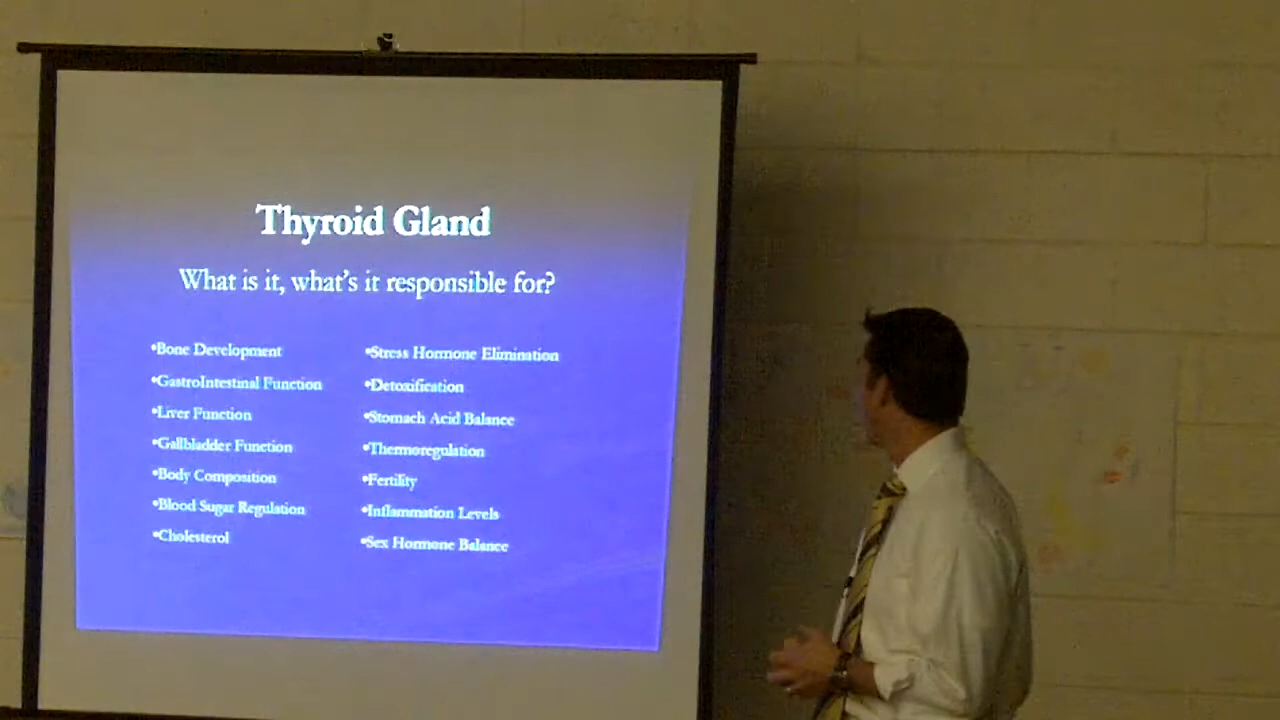 Thyroid Gland
What is it, what's it responsible for?
•Bone Development
•GastroIntestinal Function
•Liver Function
•Gallbladder Function
•Body Composition
•Blood Sugar Regulation
•Cholesterol
•Stress Hormone Elimination
•Detoxification
•Stomach Acid Balance
•Thermoregulation
•Fertility
•Inflammation Levels
•Sex Hormone Balance